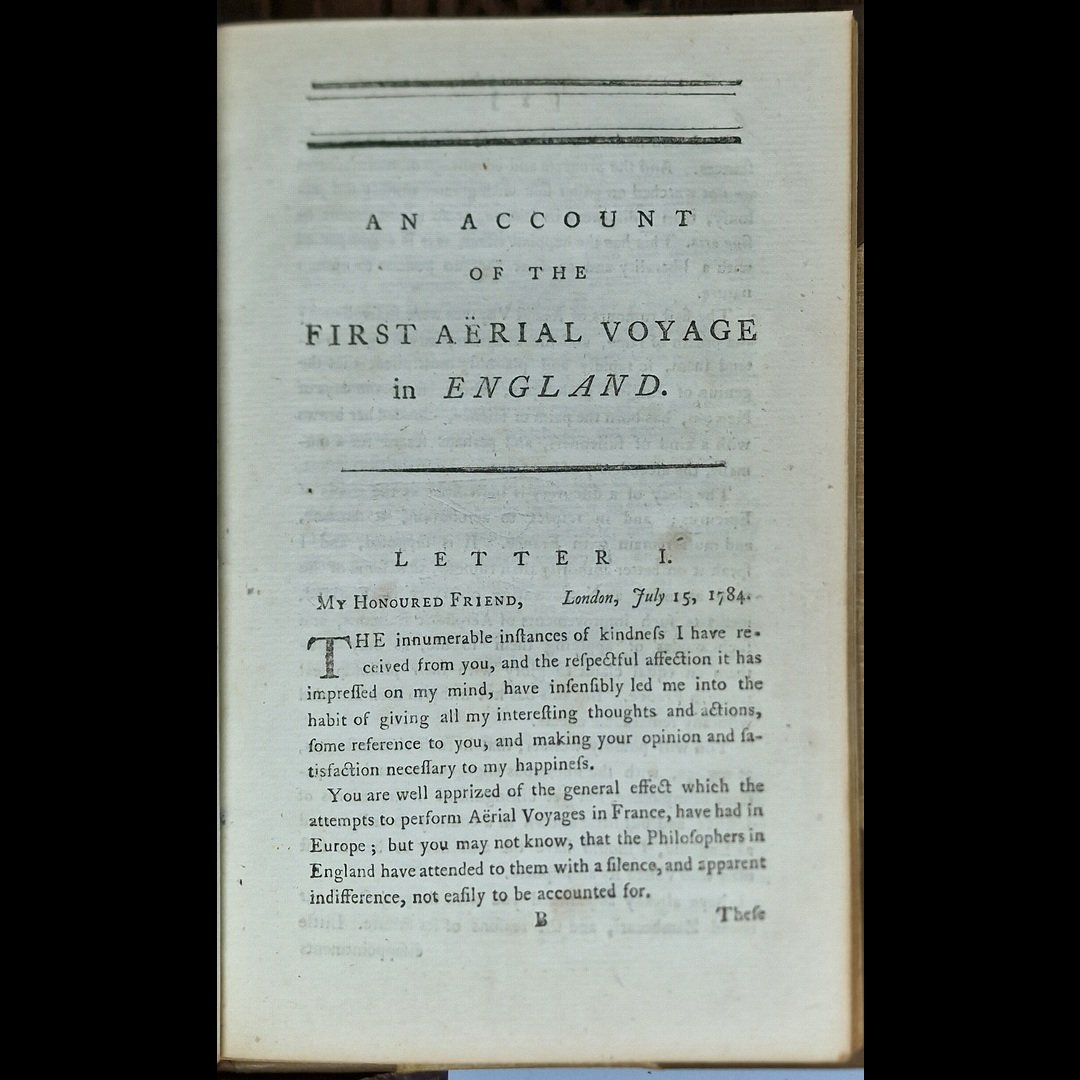 AN ACCOUNT
OF THE
FIRST AËRIAL VOYAGE
in ENGLAND.
LETTER I.
MY HONOURED FRIEND, London, July 15, 1784.
THE innumerable inſtances of kindneſs I have re-
ceived from you, and the reſpectful affection it has
impreſſed on my mind, have inſenſibly led me into the
habit of giving all my intereſting thoughts and actions,
ſome reference to you, and making your opinion and ſa-
tisfaction neceſſary to my happineſs.
You are well apprized of the general effect which the
attempts to perform Aërial Voyages in France, have had in
Europe ; but you may not know, that the Philoſophers in
England have attended to them with a ſilence, and apparent
indifference, not eaſily to be accounted for.
B
Theſe